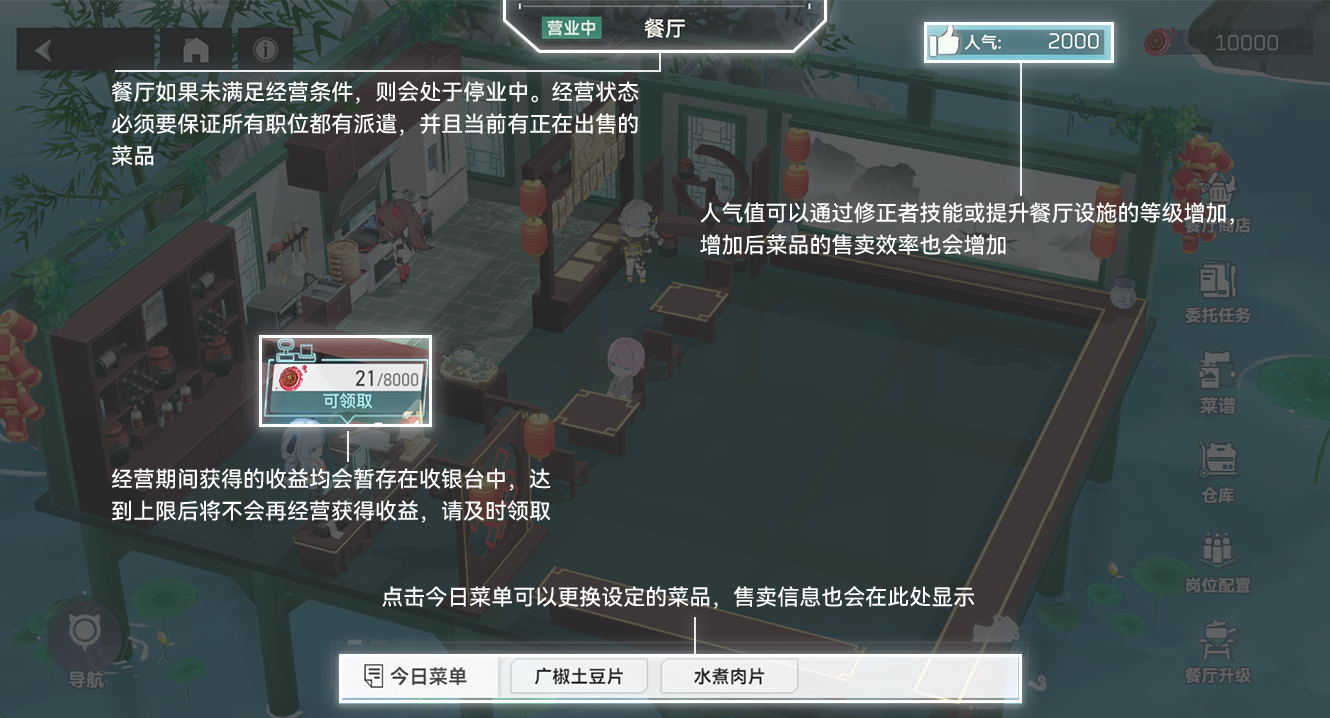 营业中 餐厅
人气: 2000
10000
餐厅如果未满足经营条件，则会处于停业中。经营状态
必须要保证所有职位都有派遣，并且当前有正在出售的
菜品
人气值可以通过修正者技能或提升餐厅设施的等级增加，
增加后菜品的售卖效率也会增加
餐厅商店
委托任务
21/8000
可领取
菜谱
经营期间获得的收益均会暂存在收银台中，达
到上限后将不会再经营获得收益，请及时领取
仓库
岗位配置
点击今日菜单可以更换设定的菜品，售卖信息也会在此处显示
导航
今日菜单 广椒土豆片 水煮肉片
餐厅升级